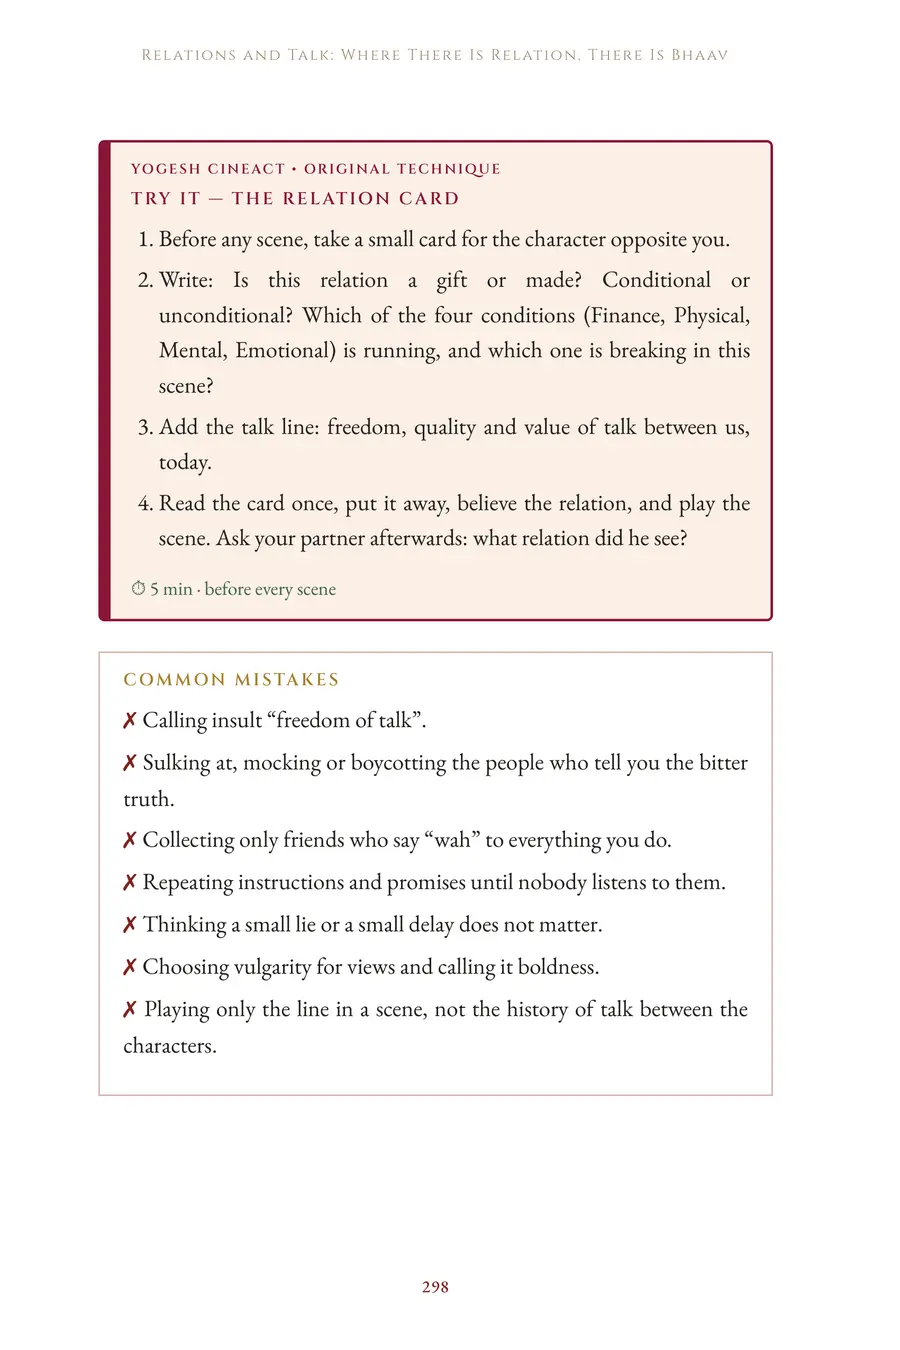 Relations and Talk: Where There Is Relation, There Is Bhaav
YOGESH CINEACT • ORIGINAL TECHNIQUE
TRY IT — THE RELATION CARD
1. Before any scene, take a small card for the character opposite you.
2. Write: Is this relation a gift or made? Conditional or
unconditional? Which of the four conditions (Finance, Physical,
Mental, Emotional) is running, and which one is breaking in this
scene?
3. Add the talk line: freedom, quality and value of talk between us,
today.
4. Read the card once, put it away, believe the relation, and play the
scene. Ask your partner afterwards: what relation did he see?
⏱ 5 min · before every scene
COMMON MISTAKES
✗ Calling insult “freedom of talk”.
✗ Sulking at, mocking or boycotting the people who tell you the bitter
truth.
✗ Collecting only friends who say “wah” to everything you do.
✗ Repeating instructions and promises until nobody listens to them.
✗ Thinking a small lie or a small delay does not matter.
✗ Choosing vulgarity for views and calling it boldness.
✗ Playing only the line in a scene, not the history of talk between the
characters.
298